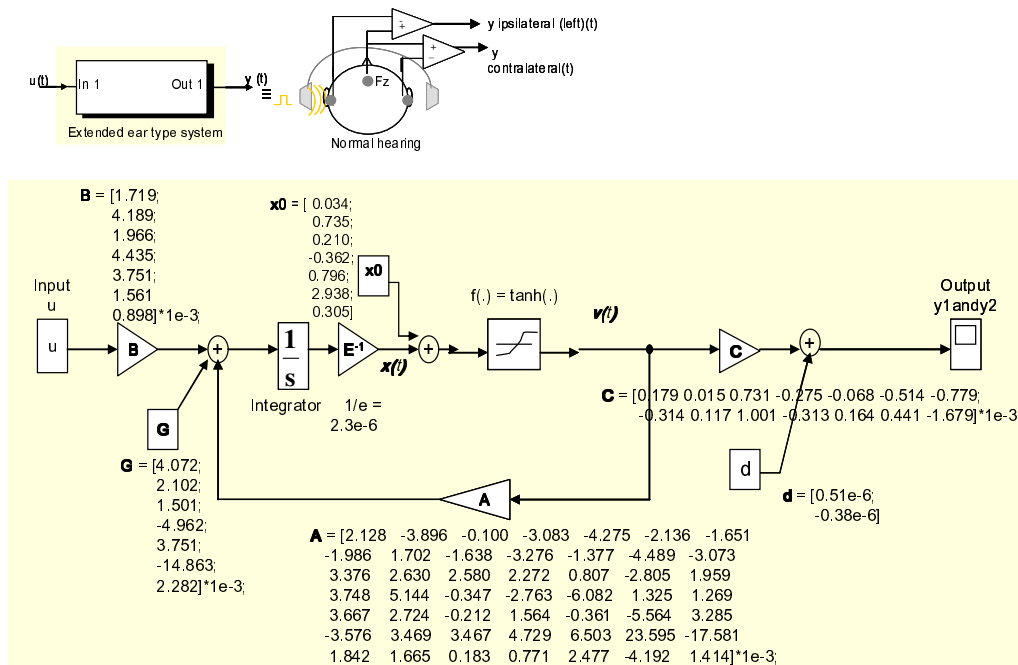 y ipsilateral (left)(t)
y
contralateral(t)
u(t)
In 1
Out 1
y (t)
≡
Extended ear type system
Fz
Normal hearing
+
-
+
−
B = [1.719;
4.189;
1.966;
4.435;
3.751;
1.561
0.898]*1e-3;
x0 = [ 0.034;
0.735;
0.210;
-0.362;
0.796;
2.938;
0.305]
x0
f(.) = tanh(.)
v(t)
Input
u
u
B
+
1
s
Integrator
E-1
1/e =
2.3e-6
x(t)
+
C
+
Output
y1andy2
C = [0.179 0.015 0.731 -0.275 -0.068 -0.514 -0.779;
-0.314 0.117 1.001 -0.313 0.164 0.441 -1.679]*1e-3
G
G = [4.072;
2.102;
1.501;
-4.962;
3.751;
-14.863;
2.282]*1e-3;
A
d
d = [0.51e-6;
-0.38e-6]
A = [2.128 -3.896 -0.100 -3.083 -4.275 -2.136 -1.651
-1.986 1.702 -1.638 -3.276 -1.377 -4.489 -3.073
3.376 2.630 2.580 2.272 0.807 -2.805 1.959
3.748 5.144 -0.347 -2.763 -6.082 1.325 1.269
3.667 2.724 -0.212 1.564 -0.361 -5.564 3.285
-3.576 3.469 3.467 4.729 6.503 23.595 -17.581
1.842 1.665 0.183 0.771 2.477 -4.192 1.414]*1e-3;